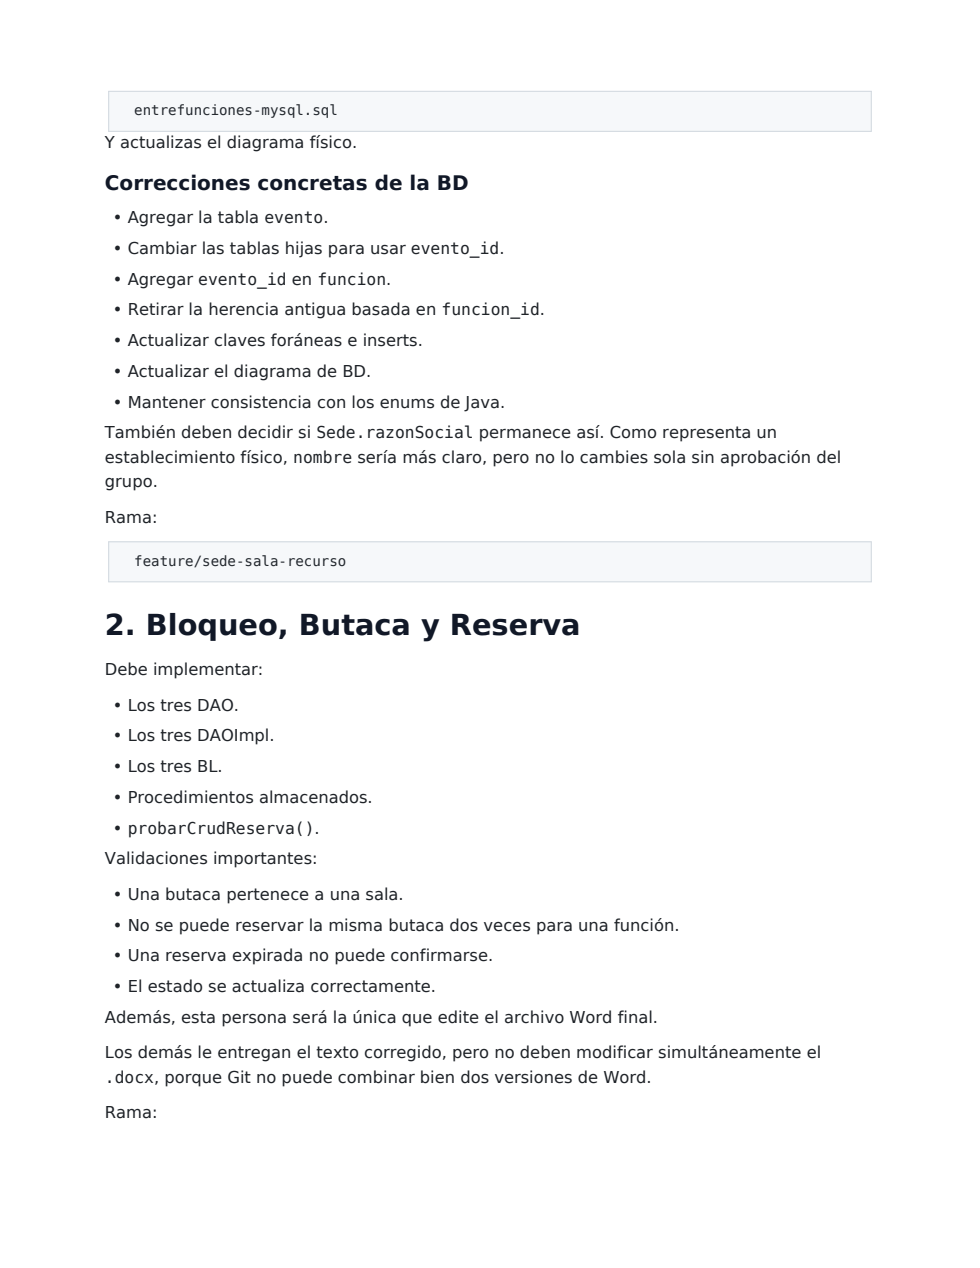 entrefunciones-mysql.sql
Y actualizas el diagrama físico.
Correcciones concretas de la BD
• Agregar la tabla evento.
• Cambiar las tablas hijas para usar evento_id.
• Agregar evento_id en funcion.
• Retirar la herencia antigua basada en funcion_id.
• Actualizar claves foráneas e inserts.
• Actualizar el diagrama de BD.
• Mantener consistencia con los enums de Java.
También deben decidir si Sede.razonSocial permanece así. Como representa un
establecimiento físico, nombre sería más claro, pero no lo cambies sola sin aprobación del
grupo.
Rama:
feature/sede-sala-recurso
2. Bloqueo, Butaca y Reserva
Debe implementar:
• Los tres DAO.
• Los tres DAOImpl.
• Los tres BL.
• Procedimientos almacenados.
• probarCrudReserva().
Validaciones importantes:
• Una butaca pertenece a una sala.
• No se puede reservar la misma butaca dos veces para una función.
• Una reserva expirada no puede confirmarse.
• El estado se actualiza correctamente.
Además, esta persona será la única que edite el archivo Word final.
Los demás le entregan el texto corregido, pero no deben modificar simultáneamente el
.docx, porque Git no puede combinar bien dos versiones de Word.
Rama: